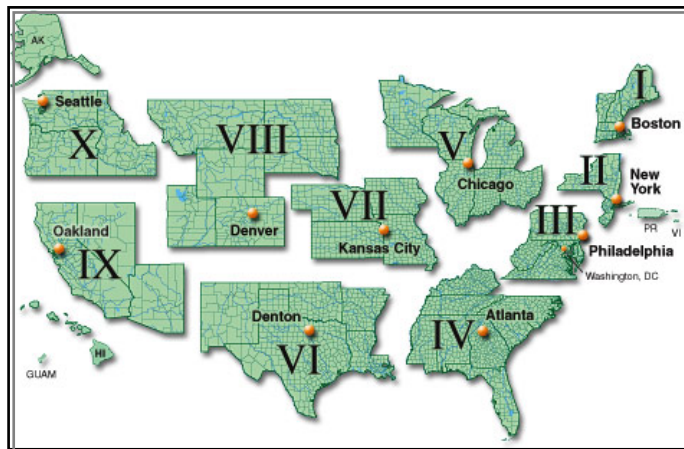 AK
Seattle
X
VIII
V
I
Boston
II
New
York
Chicago
VII
III
PR
VI
Oakland
IX
Denver
Kansas City
Philadelphia
Washington, DC
Denton
VI
IV
Atlanta
HI
GUAM